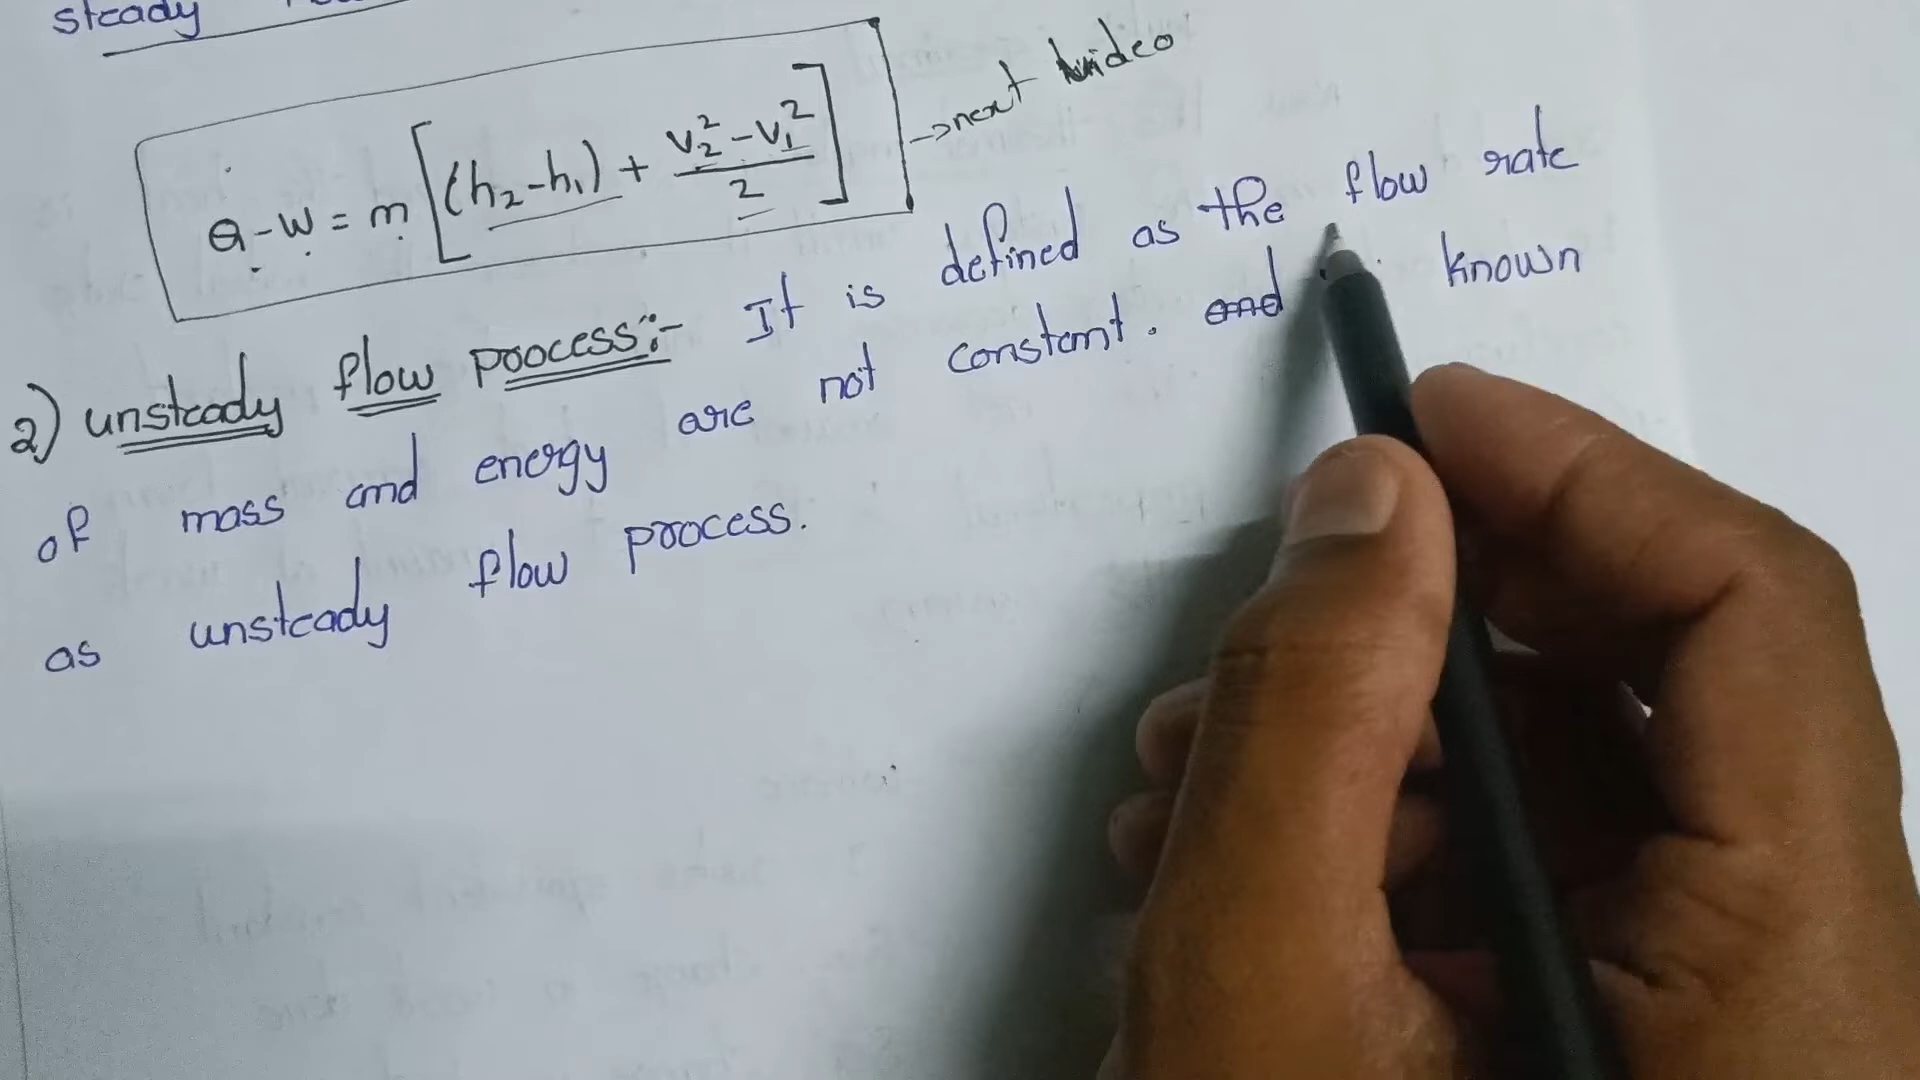 steady
Q-W = m [(h₂-h₁) + (V₂² - V₁²)/2] → next video
2) unsteady flow process:- It is defined as the flow rate
of mass and energy are not constant. and known
as unsteady flow process.